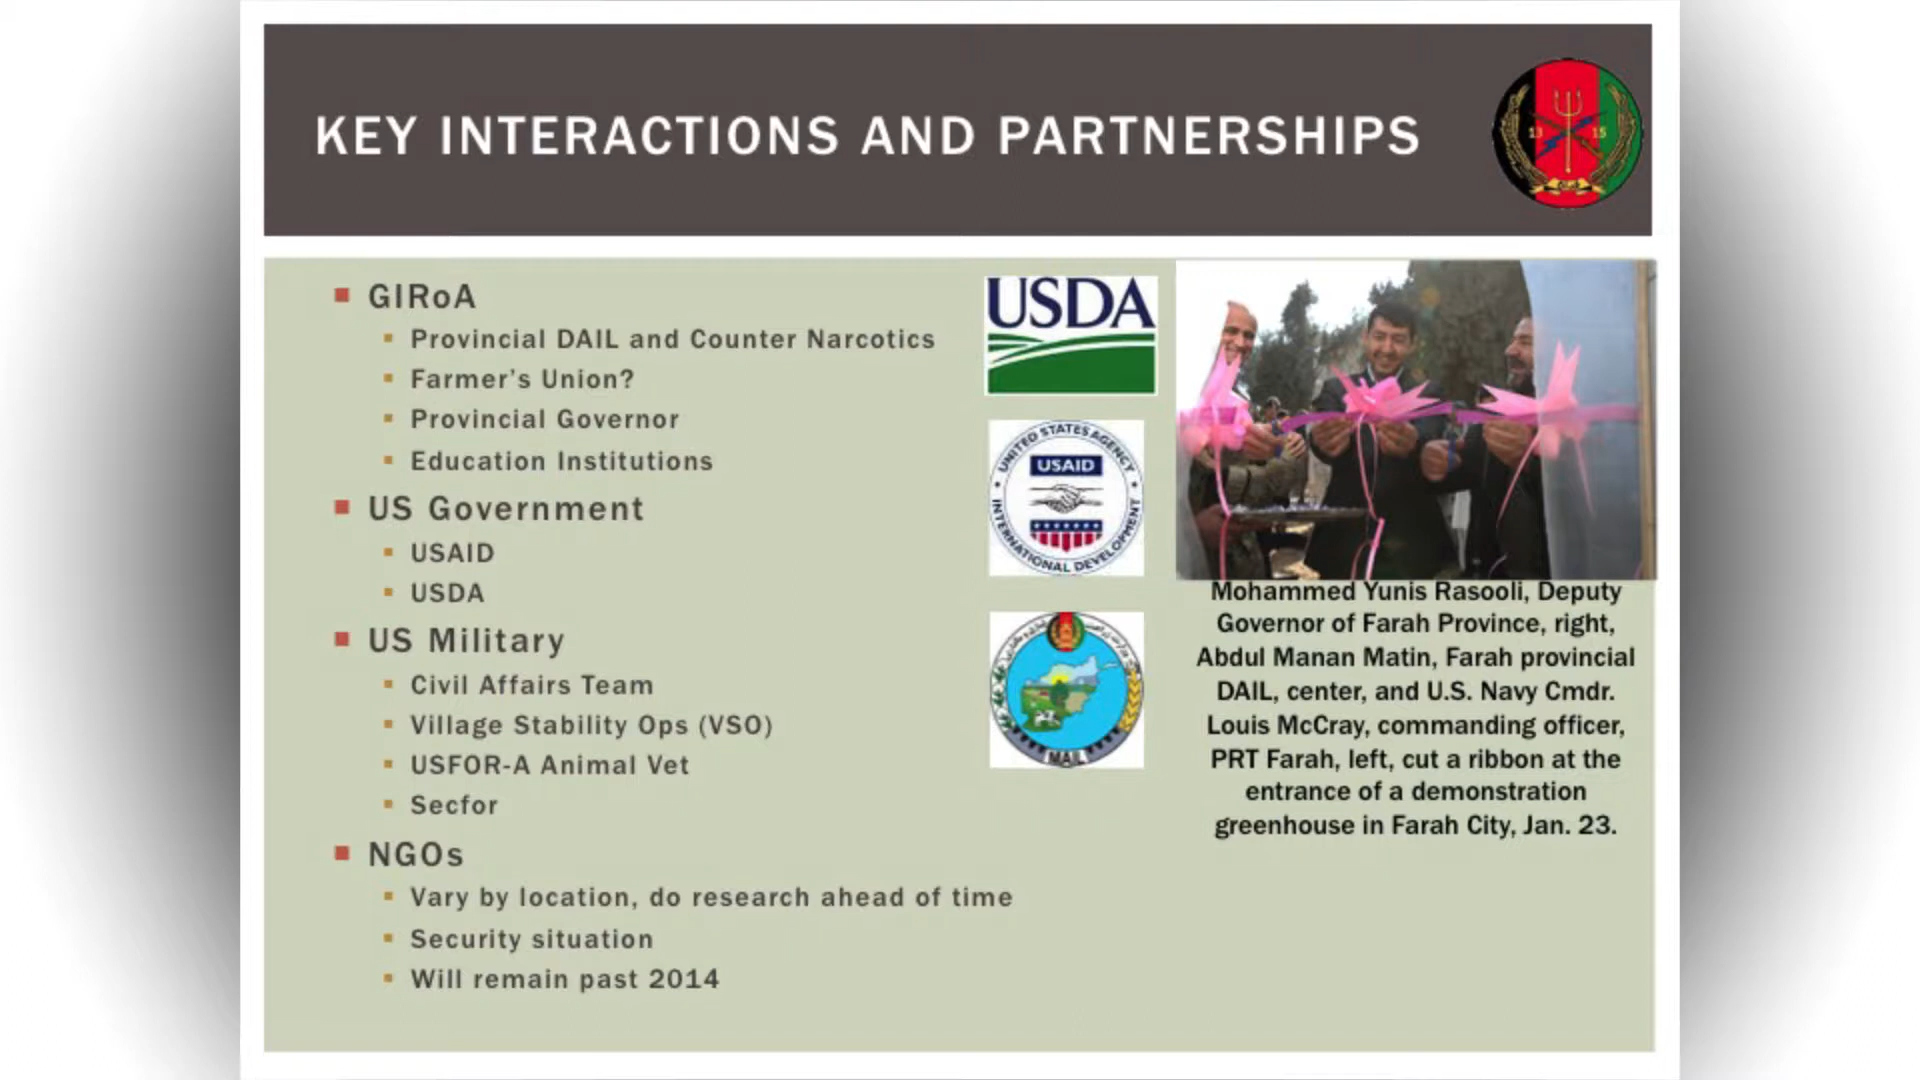 KEY INTERACTIONS AND PARTNERSHIPS
13 15
GIRoA
Provincial DAIL and Counter Narcotics
Farmer's Union?
Provincial Governor
Education Institutions
US Government
USAID
USDA
US Military
Civil Affairs Team
Village Stability Ops (VSO)
USFOR-A Animal Vet
Secfor
NGOs
Vary by location, do research ahead of time
Security situation
Will remain past 2014
USDA
UNITED STATES AGENCY
USAID
INTERNATIONAL DEVELOPMENT
MAIL
Mohammed Yunis Rasooli, Deputy
Governor of Farah Province, right,
Abdul Manan Matin, Farah provincial
DAIL, center, and U.S. Navy Cmdr.
Louis McCray, commanding officer,
PRT Farah, left, cut a ribbon at the
entrance of a demonstration
greenhouse in Farah City, Jan. 23.